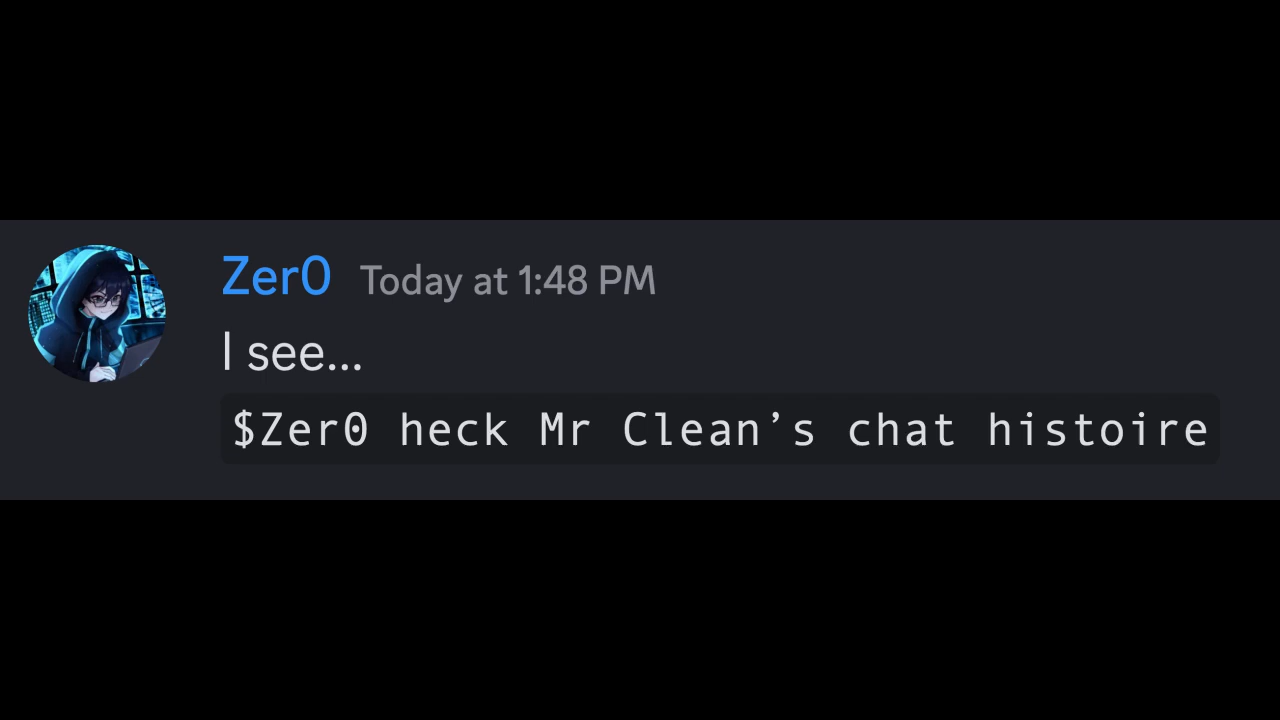 Zer0 Today at 1:48 PM
I see...
$Zer0 heck Mr Clean’s chat histoire